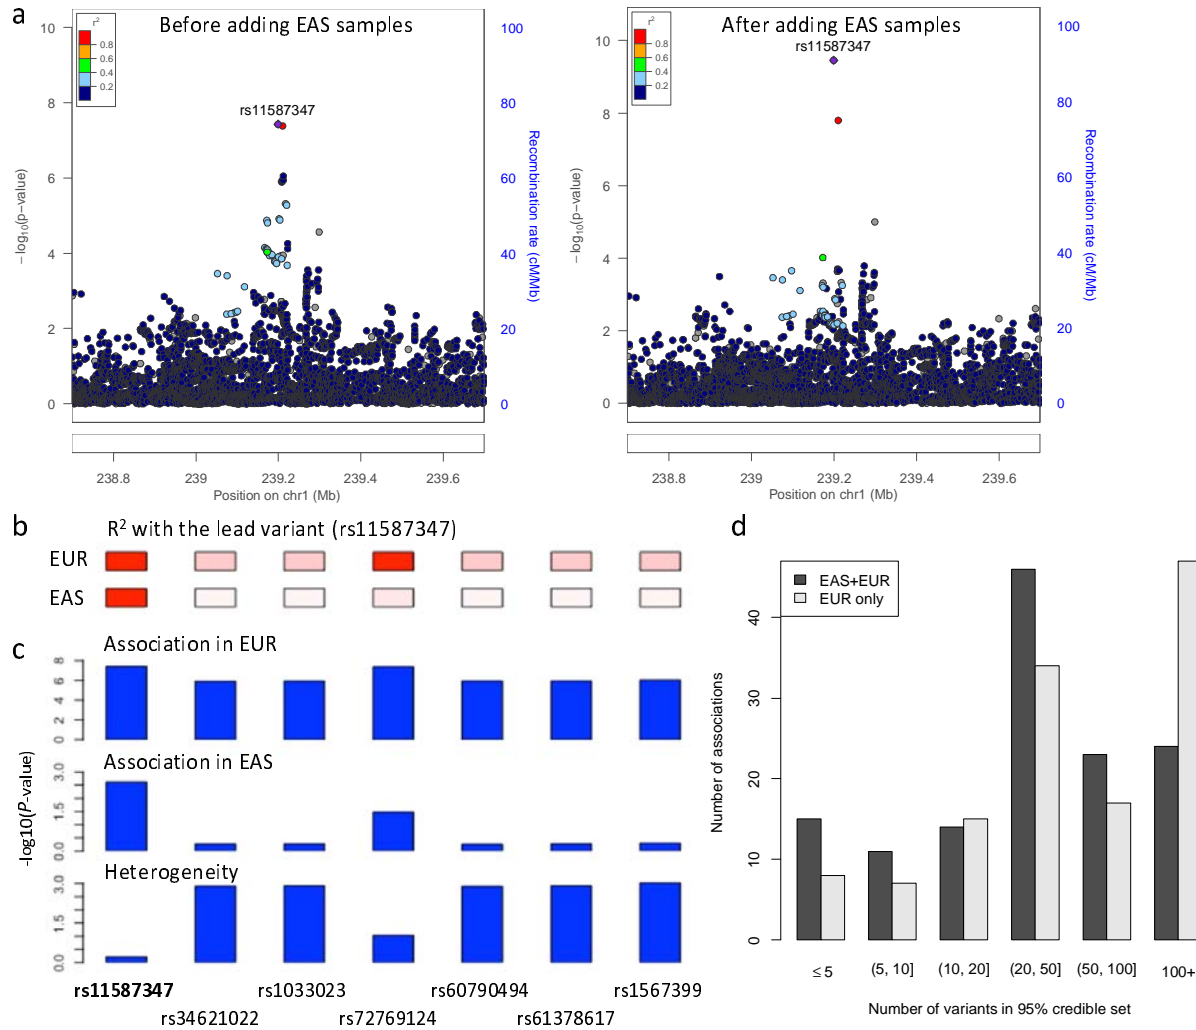 a
Before adding EAS samples
r2
0.8
0.6
0.4
0.2
rs11587347
10
8
6
4
2
0
− log10(p−value)
100
80
60
40
20
0
Recombination rate (cM/Mb)
238.8 239 239.2 239.4 239.6
Position on chr1 (Mb)
After adding EAS samples
r2
0.8
0.6
0.4
0.2
rs11587347
10
8
6
4
2
0
− log10(p−value)
100
80
60
40
20
0
Recombination rate (cM/Mb)
238.8 239 239.2 239.4 239.6
Position on chr1 (Mb)
b
R2 with the lead variant (rs11587347)
EUR
EAS
c
Association in EUR
8
6
4
2
0
Association in EAS
3.0
1.5
0.0
-log10(P-value)
Heterogeneity
3.0
1.5
0.0
rs11587347 rs1033023 rs60790494 rs1567399
rs34621022 rs72769124 rs61378617
d
EAS+EUR
EUR only
Number of associations
40
30
20
10
0
≤ 5 (5, 10] (10, 20] (20, 50] (50, 100] 100+
Number of variants in 95% credible set